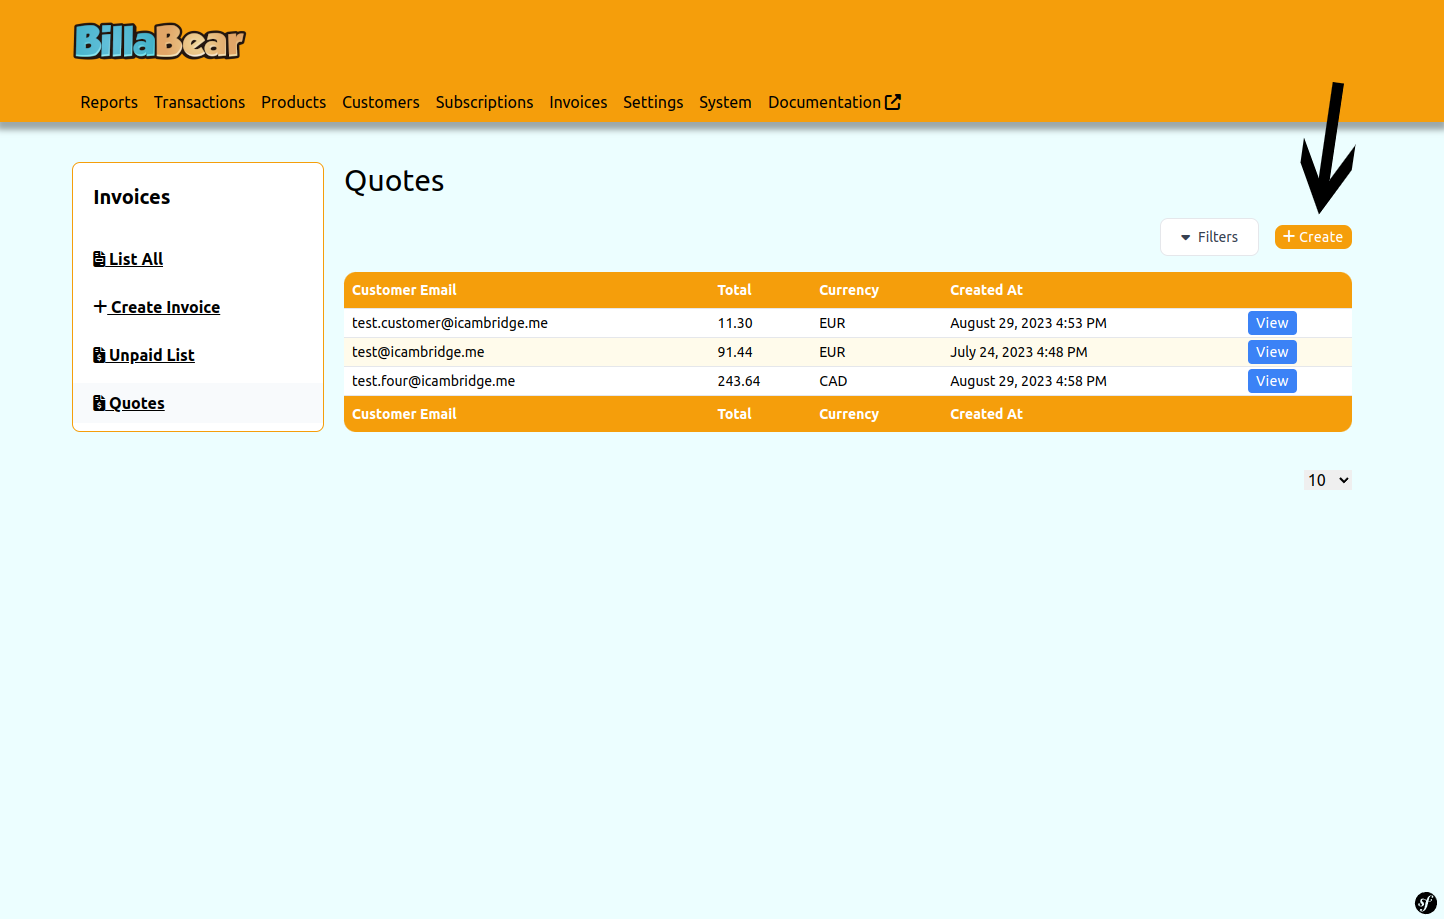 BillaBear
Reports Transactions Products Customers Subscriptions Invoices Settings System Documentation
Invoices
List All
Create Invoice
Unpaid List
Quotes
Quotes
Filters + Create
Customer Email Total Currency Created At
test.customer@icambridge.me 11.30 EUR August 29, 2023 4:53 PM View
test@icambridge.me 91.44 EUR July 24, 2023 4:48 PM View
test.four@icambridge.me 243.64 CAD August 29, 2023 4:58 PM View
Customer Email Total Currency Created At
10
sf